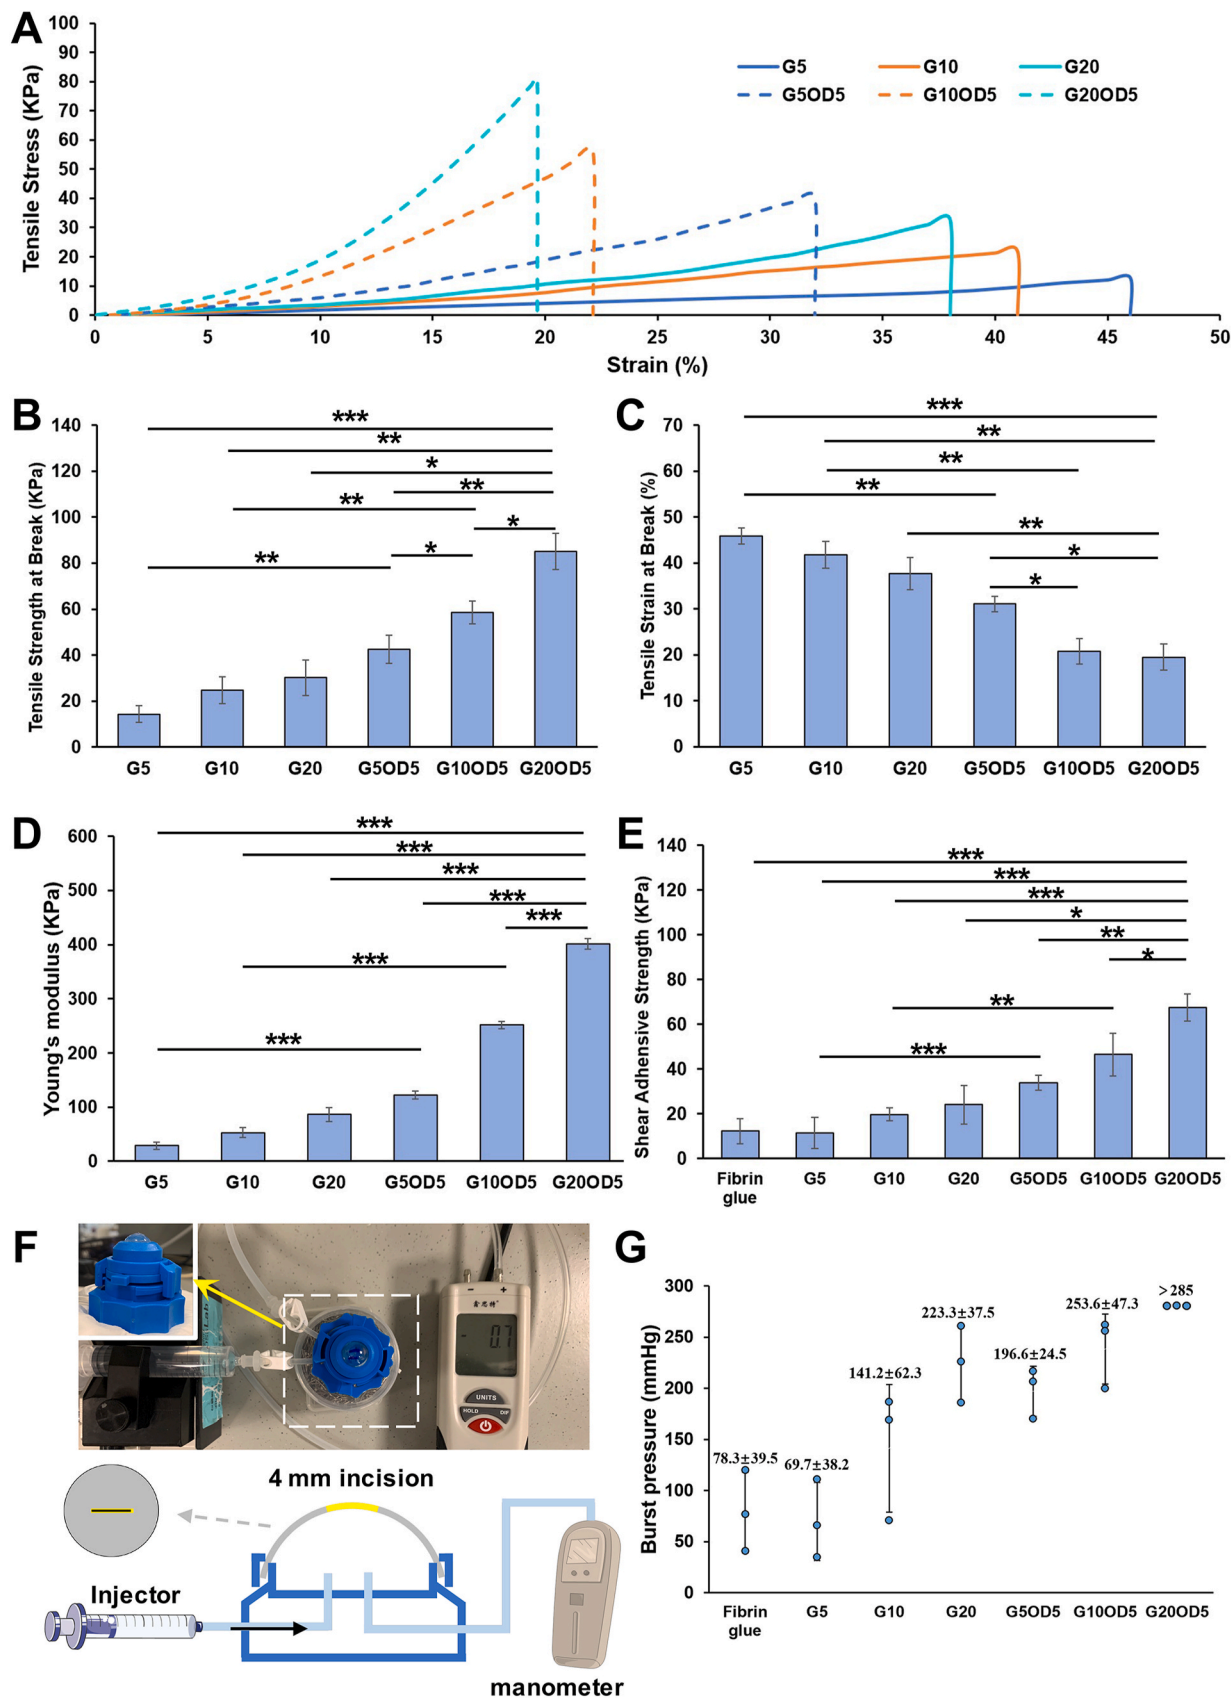 A
Tensile Stress (KPa)
100
90
80
70
60
50
40
30
20
10
0
G5
G10
G20
G5OD5
G10OD5
G20OD5
0 5 10 15 20 25 30 35 40 45 50
Strain (%)
B
Tensile Strength at Break (KPa)
140
120
100
80
60
40
20
0
***
**
*
**
**
*
*
**
G5 G10 G20 G5OD5 G10OD5 G20OD5
C
Tensile Strain at Break (%)
70
60
50
40
30
20
10
0
***
**
**
**
**
*
*
G5 G10 G20 G5OD5 G10OD5 G20OD5
D
Young's modulus (KPa)
600
500
400
300
200
100
0
***
***
***
***
***
***
***
G5 G10 G20 G5OD5 G10OD5 G20OD5
E
Shear Adhensive Strength (KPa)
140
120
100
80
60
40
20
0
***
***
***
*
**
*
**
***
Fibrin
glue
G5 G10 G20 G5OD5 G10OD5 G20OD5
F
- +
0.7
UNITS
HOLD
DIF
4 mm incision
Injector
manometer
G
Burst pressure (mmHg)
300
250
200
150
100
50
0
78.3±39.5
69.7±38.2
141.2±62.3
223.3±37.5
196.6±24.5
253.6±47.3
>285
Fibrin
glue
G5 G10 G20 G5OD5 G10OD5 G20OD5